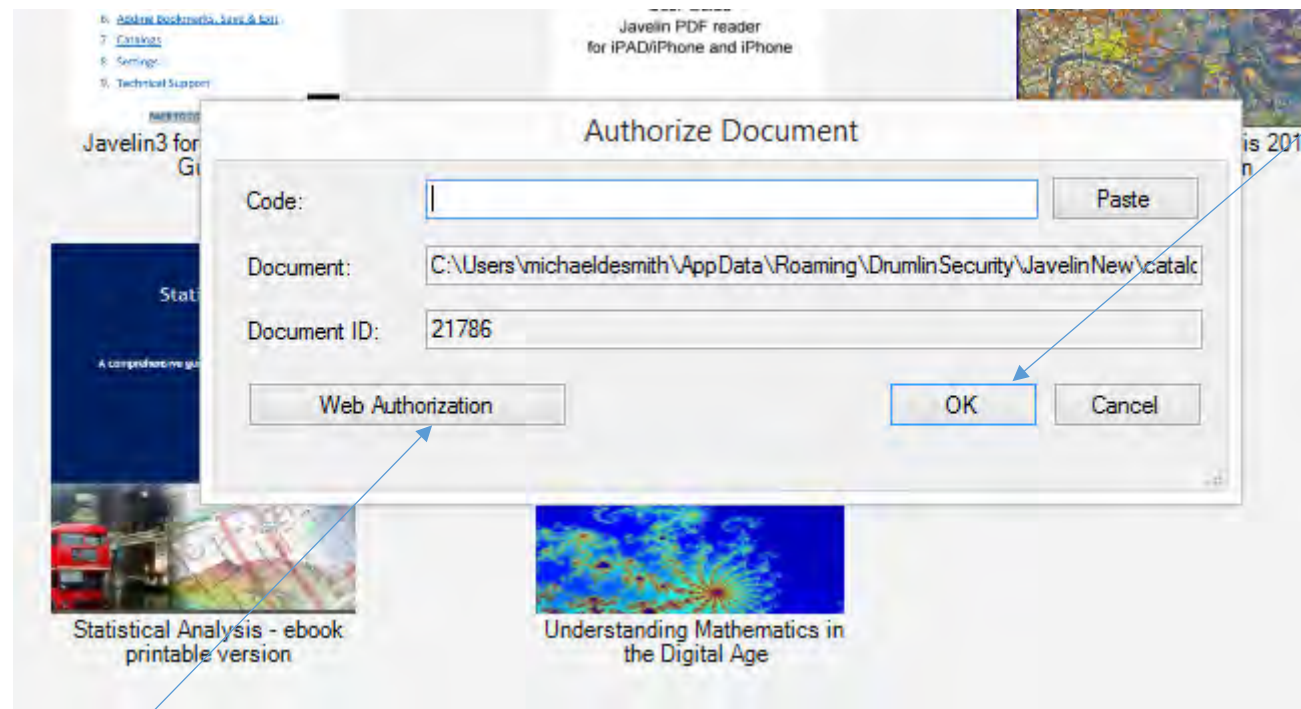 6. Adding Bookmarks, Save & Exit
7. Catalogs
8. Settings
9. Technical Support
User Guide
Javelin PDF reader
for iPAD/iPhone and iPhone
Javelin3 for
Gu
is 201
n
Authorize Document
Code:
Paste
Document:
C:\Users\michaeldesmith\AppData\Roaming\DrumlinSecurity\JavelinNew\catalc
Document ID:
21786
Web Authorization
OK
Cancel
Stati
A comprehensive gui
Statistical Analysis - ebook
printable version
Understanding Mathematics in
the Digital Age